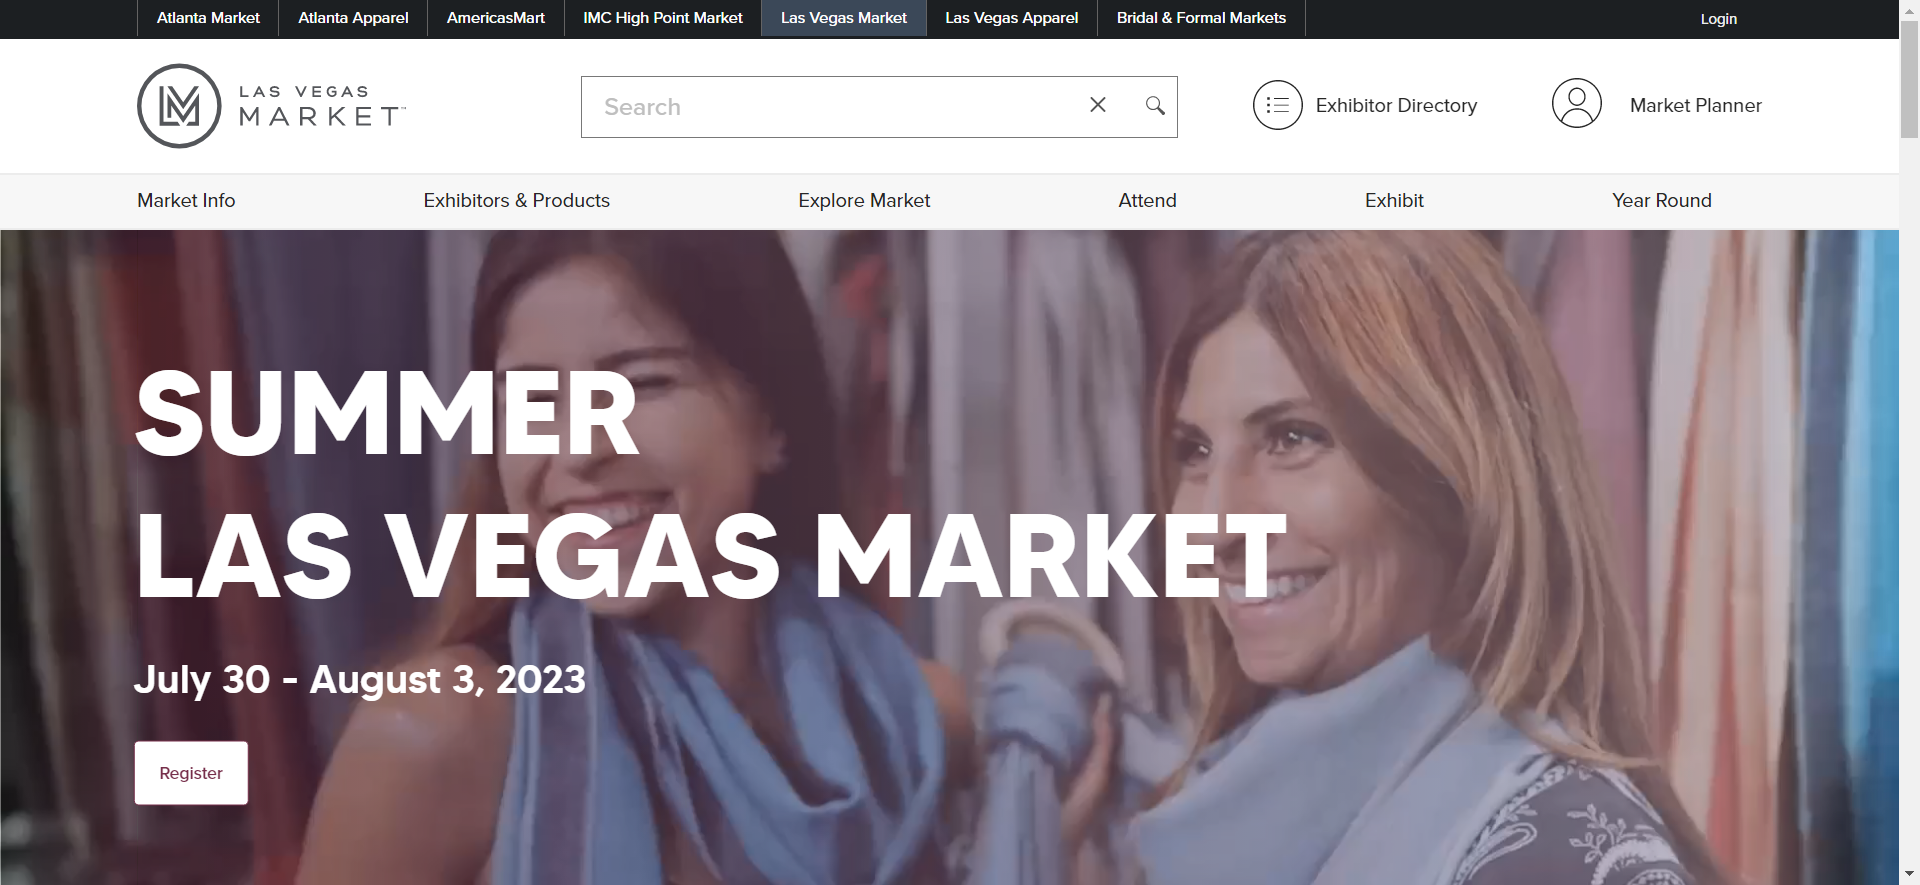 Atlanta Market
Atlanta Apparel
AmericasMart
IMC High Point Market
Las Vegas Market
Las Vegas Apparel
Bridal & Formal Markets
Login
LM
LAS VEGAS
MARKET™
Search
Exhibitor Directory
Market Planner
Market Info
Exhibitors & Products
Explore Market
Attend
Exhibit
Year Round
SUMMER
LAS VEGAS MARKET
July 30 - August 3, 2023
Register